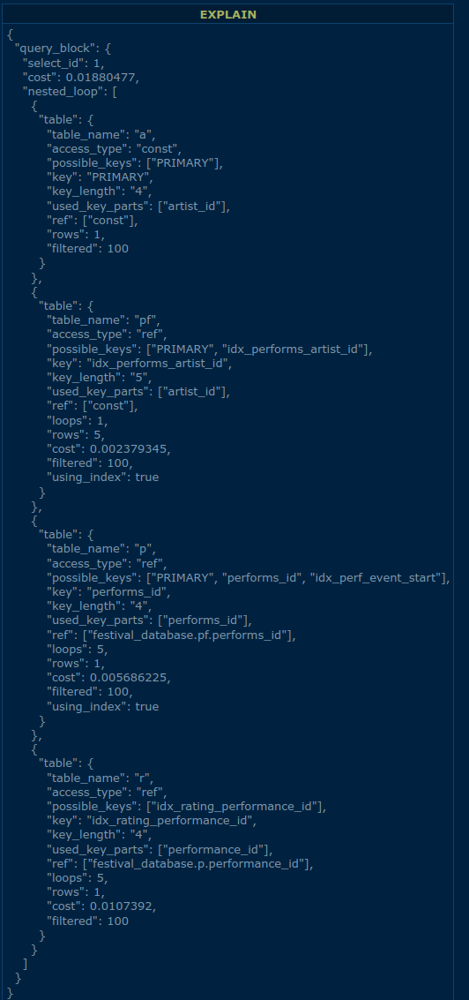 EXPLAIN
{
  "query_block": {
    "select_id": 1,
    "cost": 0.01880477,
    "nested_loop": [
      {
        "table": {
          "table_name": "a",
          "access_type": "const",
          "possible_keys": ["PRIMARY"],
          "key": "PRIMARY",
          "key_length": "4",
          "used_key_parts": ["artist_id"],
          "ref": ["const"],
          "rows": 1,
          "filtered": 100
        }
      },
      {
        "table": {
          "table_name": "pf",
          "access_type": "ref",
          "possible_keys": ["PRIMARY", "idx_performs_artist_id"],
          "key": "idx_performs_artist_id",
          "key_length": "5",
          "used_key_parts": ["artist_id"],
          "ref": ["const"],
          "loops": 1,
          "rows": 5,
          "cost": 0.002379345,
          "filtered": 100,
          "using_index": true
        }
      },
      {
        "table": {
          "table_name": "p",
          "access_type": "ref",
          "possible_keys": ["PRIMARY", "performs_id", "idx_perf_event_start"],
          "key": "performs_id",
          "key_length": "4",
          "used_key_parts": ["performs_id"],
          "ref": ["festival_database.pf.performs_id"],
          "loops": 5,
          "rows": 1,
          "cost": 0.005686225,
          "filtered": 100,
          "using_index": true
        }
      },
      {
        "table": {
          "table_name": "r",
          "access_type": "ref",
          "possible_keys": ["idx_rating_performance_id"],
          "key": "idx_rating_performance_id",
          "key_length": "4",
          "used_key_parts": ["performance_id"],
          "ref": ["festival_database.p.performance_id"],
          "loops": 5,
          "rows": 1,
          "cost": 0.0107392,
          "filtered": 100
        }
      }
    ]
  }
}